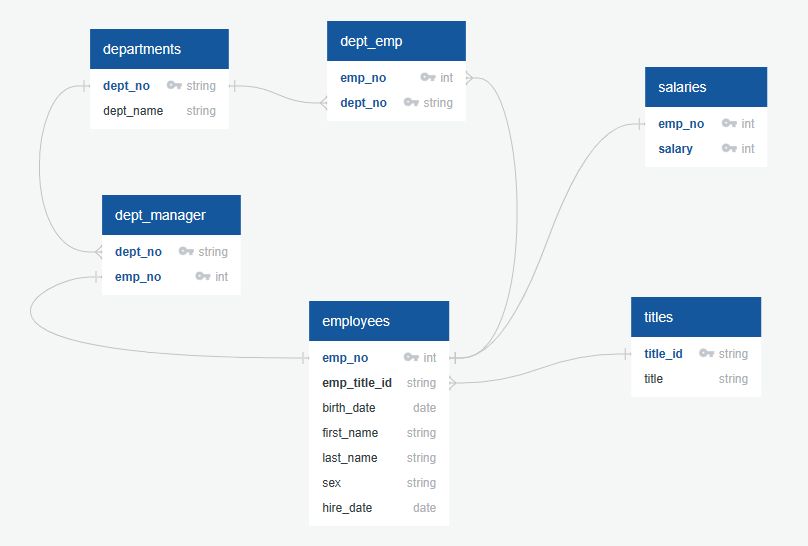 departments
dept_no string
dept_name string
dept_emp
emp_no int
dept_no string
salaries
emp_no int
salary int
dept_manager
dept_no string
emp_no int
employees
emp_no int
emp_title_id string
birth_date date
first_name string
last_name string
sex string
hire_date date
titles
title_id string
title string